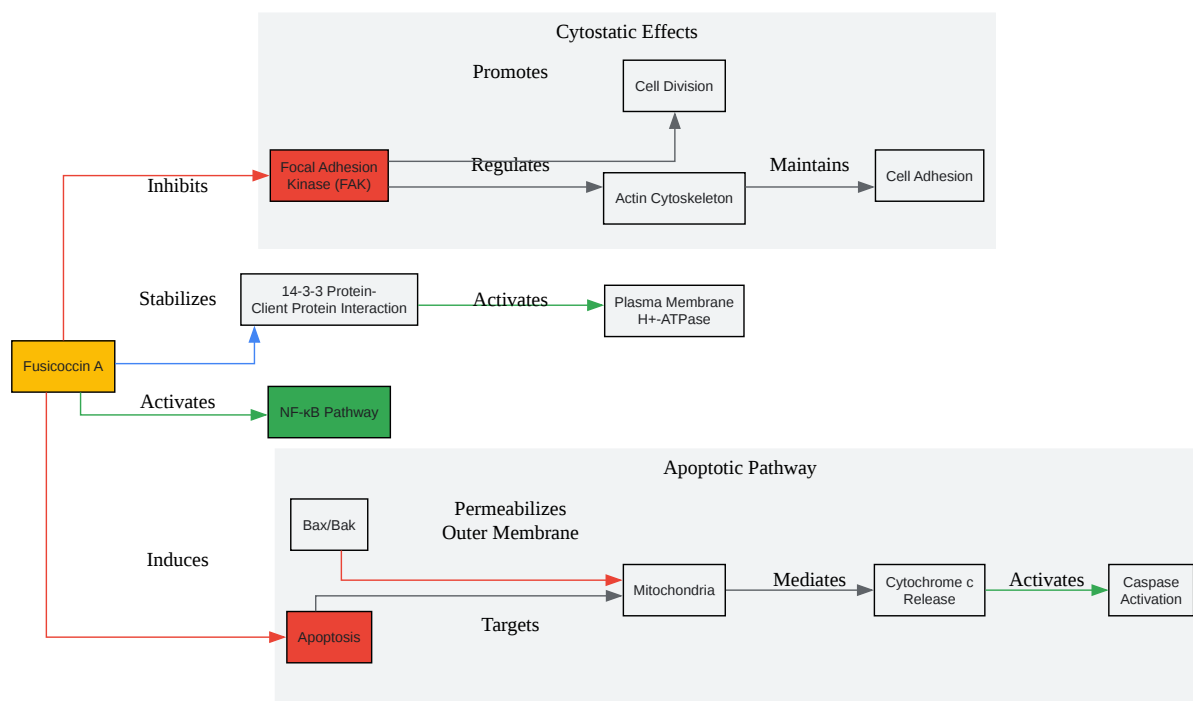 Cytostatic Effects
Promotes
Cell Division
Focal Adhesion
Kinase (FAK)
Regulates
Actin Cytoskeleton
Maintains
Cell Adhesion
Inhibits
Stabilizes
14-3-3 Protein-
Client Protein Interaction
Activates
Plasma Membrane
H+-ATPase
Fusicoccin A
Activates
NF-κB Pathway
Apoptotic Pathway
Bax/Bak
Permeabilizes
Outer Membrane
Induces
Mitochondria
Mediates
Cytochrome c
Release
Activates
Caspase
Activation
Targets
Apoptosis